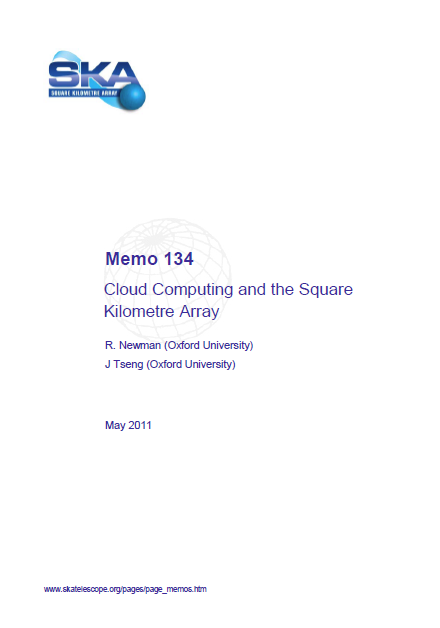 SKA
SQUARE KILOMETRE ARRAY
Memo 134
Cloud Computing and the Square
Kilometre Array
R. Newman (Oxford University)
J Tseng (Oxford University)
May 2011
www.skatelescope.org/pages/page_memos.htm